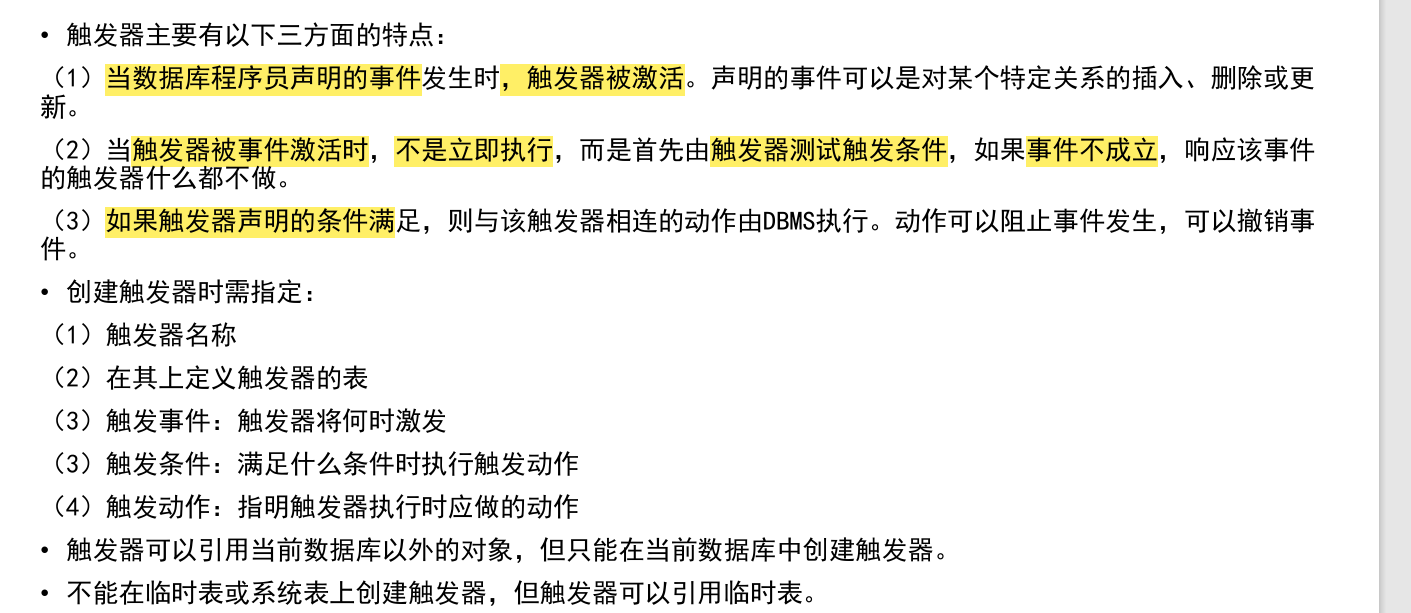 • 触发器主要有以下三方面的特点：
（1）当数据库程序员声明的事件发生时，触发器被激活。声明的事件可以是对某个特定关系的插入、删除或更
新。
（2）当触发器被事件激活时，不是立即执行，而是首先由触发器测试触发条件，如果事件不成立，响应该事件
的触发器什么都不做。
（3）如果触发器声明的条件满足，则与该触发器相连的动作由DBMS执行。动作可以阻止事件发生，可以撤销事
件。
• 创建触发器时需指定：
（1）触发器名称
（2）在其上定义触发器的表
（3）触发事件：触发器将何时激发
（3）触发条件：满足什么条件时执行触发动作
（4）触发动作：指明触发器执行时应做的动作
• 触发器可以引用当前数据库以外的对象，但只能在当前数据库中创建触发器。
• 不能在临时表或系统表上创建触发器，但触发器可以引用临时表。